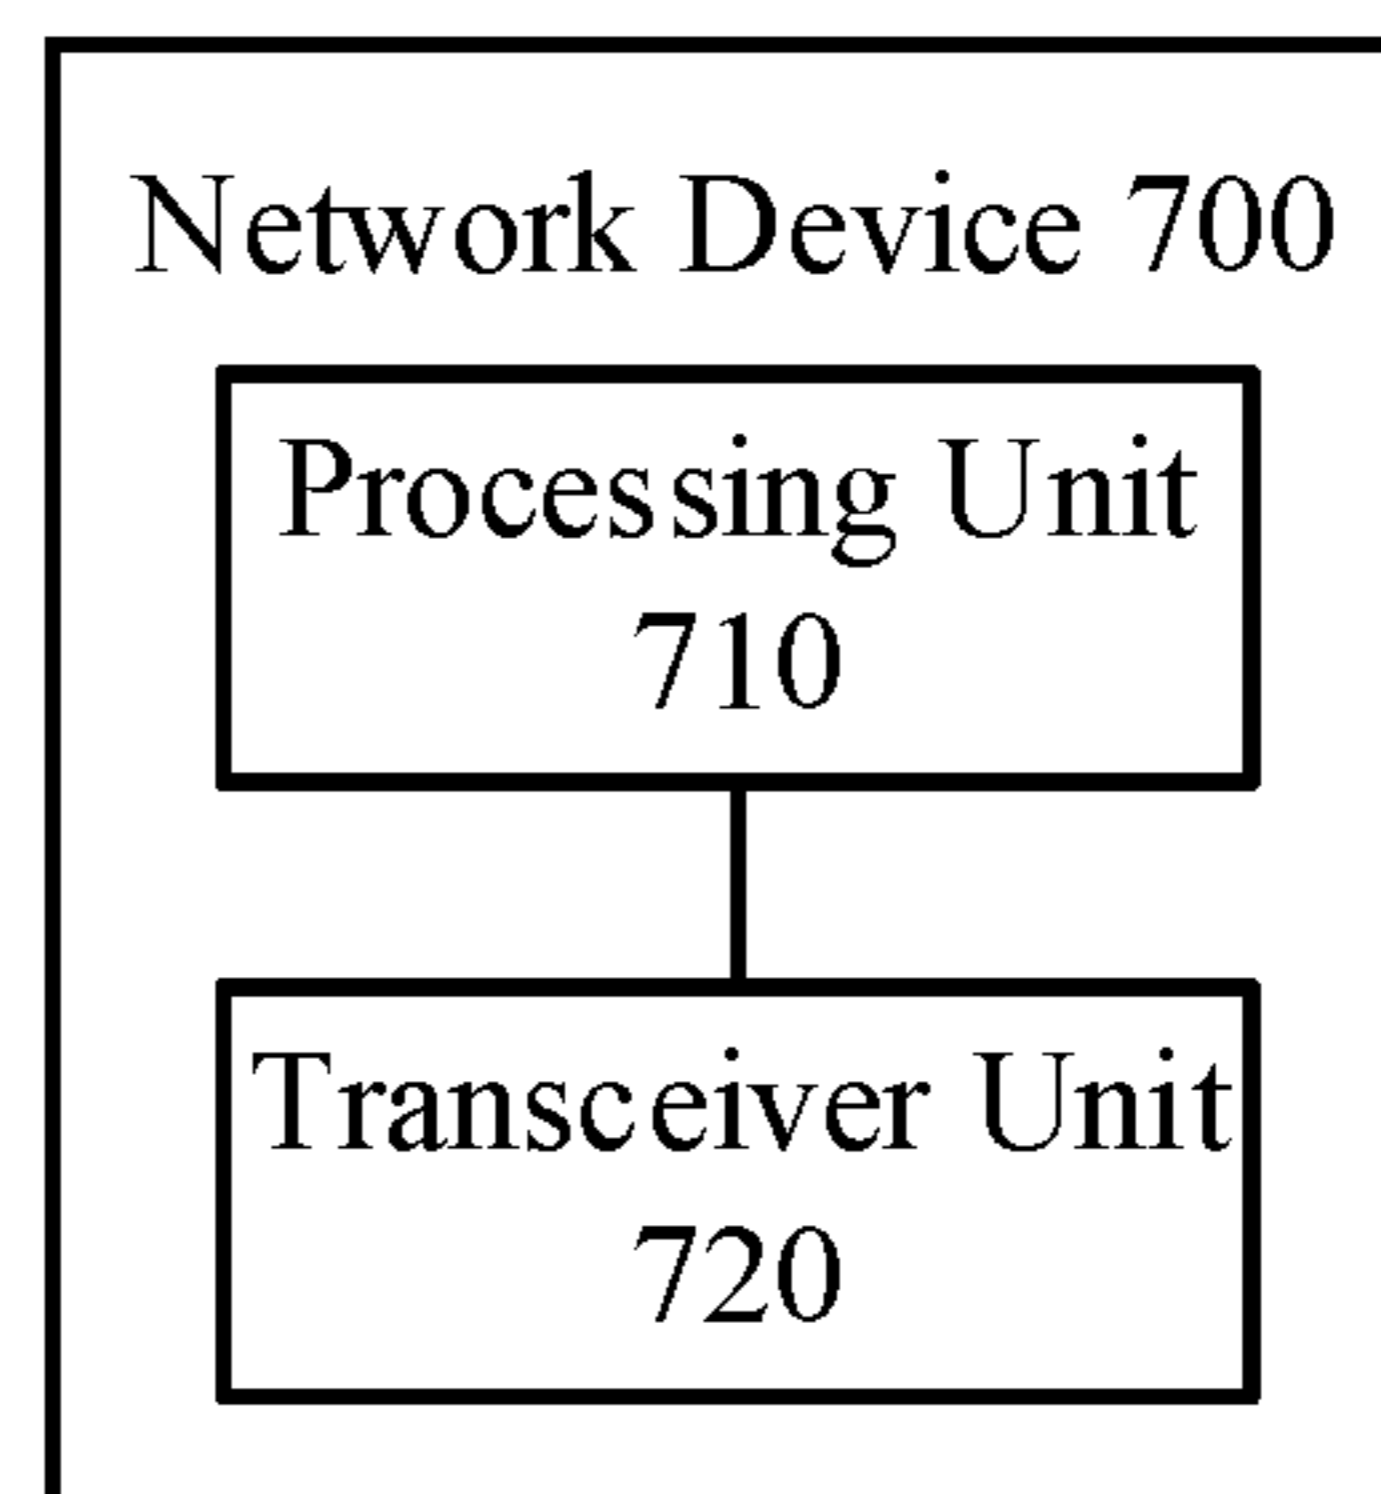 Network Device 700
Processing Unit
710
Transceiver Unit
720